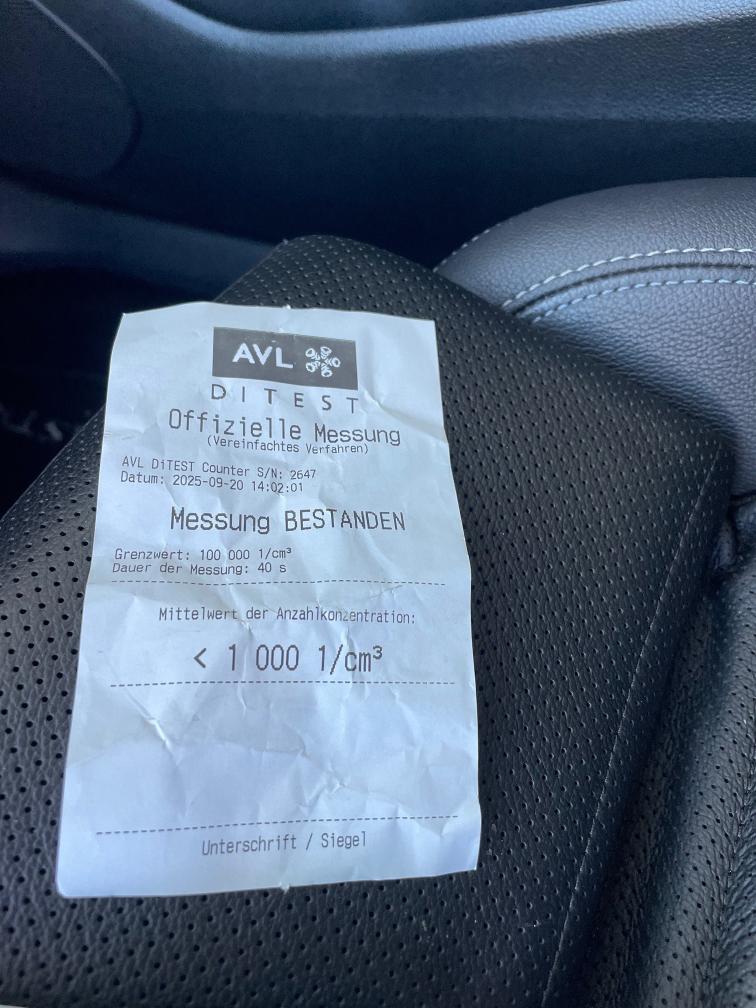 AVL
DITEST
Offizielle Messung
(Vereinfachtes Verfahren)
AVL DiTEST Counter S/N: 2647
Datum: 2025-09-20 14:02:01
Messung BESTANDEN
Grenzwert: 100 000 1/cm³
Dauer der Messung: 40 s
Mittelwert der Anzahlkonzentration:
< 1 000 1/cm³
Unterschrift / Siegel